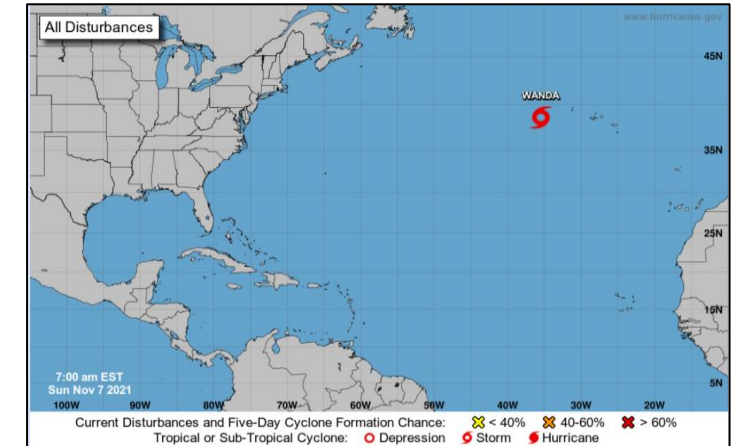 All Disturbances
www.hurricanes.gov
45N
WANDA
35N
25N
15N
7:00 am EST
Sun Nov 7 2021
5N
100W 90W 80W 70W 60W 50W 40W 30W 20W
Current Disturbances and Five-Day Cyclone Formation Chance: < 40% 40-60% > 60%
Tropical or Sub-Tropical Cyclone: Depression Storm Hurricane